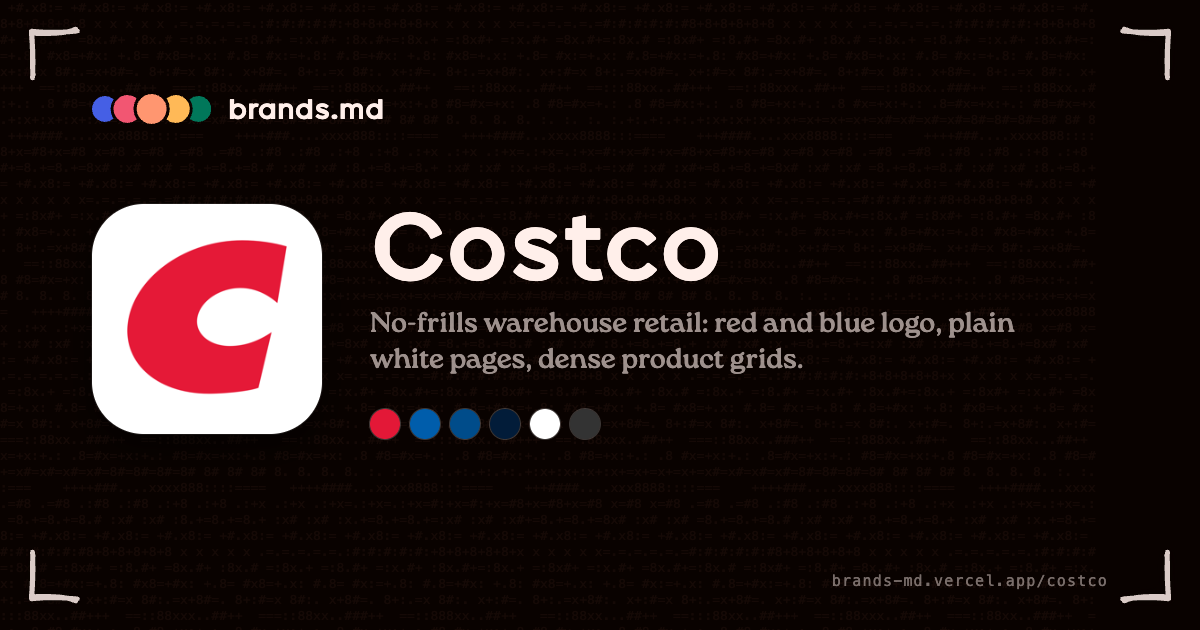 brands.md
C
Costco
No-frills warehouse retail: red and blue logo, plain
white pages, dense product grids.
brands-md.vercel.app/costco